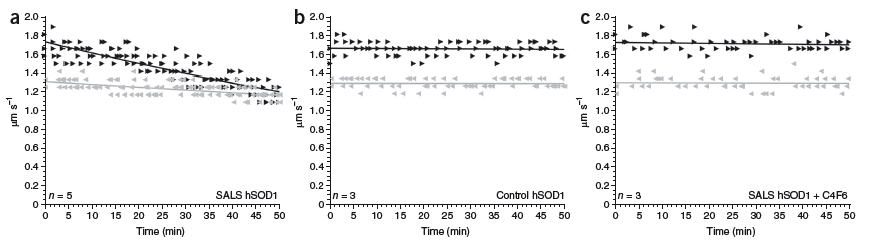 a
μm s⁻¹
2.0
1.8
1.6
1.4
1.2
1.0
0.8
0.6
0.4
0.2
0
n = 5 SALS hSOD1
0 5 10 15 20 25 30 35 40 45 50
Time (min)
b
μm s⁻¹
2.0
1.8
1.6
1.4
1.2
1.0
0.8
0.6
0.4
0.2
0
n = 3 Control hSOD1
0 5 10 15 20 25 30 35 40 45 50
Time (min)
c
μm s⁻¹
2.0
1.8
1.6
1.4
1.2
1.0
0.8
0.6
0.4
0.2
0
n = 3 SALS hSOD1 + C4F6
0 5 10 15 20 25 30 35 40 45 50
Time (min)